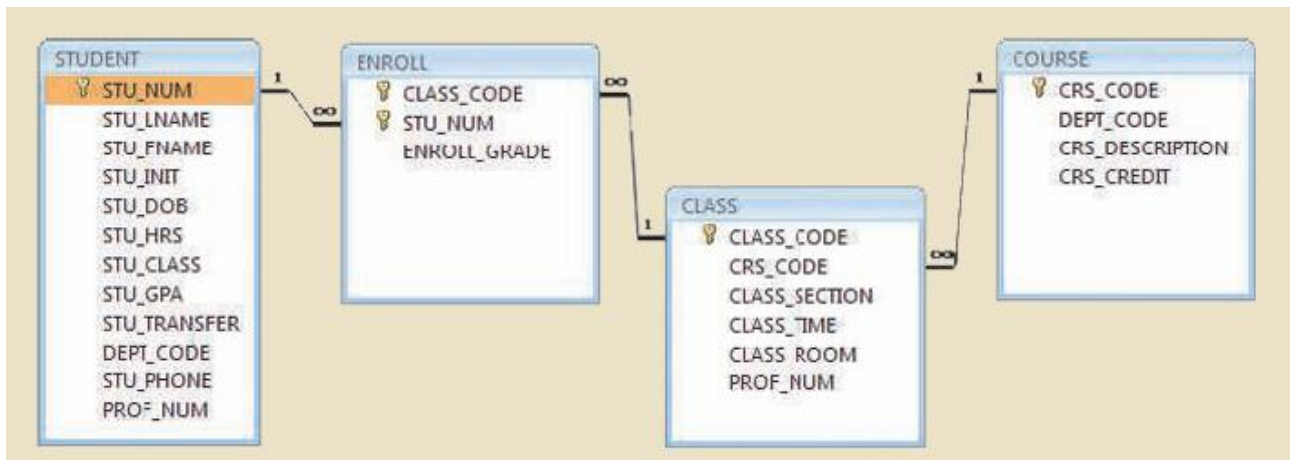 STUDENT
STU_NUM
STU_LNAME
STU_FNAME
STU_INIT
STU_DOB
STU_HRS
STU_CLASS
STU_GPA
STU_TRANSFER
DEPT_CODE
STU_PHONE
PROF_NUM
1
∞
ENROLL
CLASS_CODE
STU_NUM
ENROLL_GRADE
∞
1
CLASS
CLASS_CODE
CRS_CODE
CLASS_SECTION
CLASS_TIME
CLASS_ROOM
PROF_NUM
∞
1
COURSE
CRS_CODE
DEPT_CODE
CRS_DESCRIPTION
CRS_CREDIT